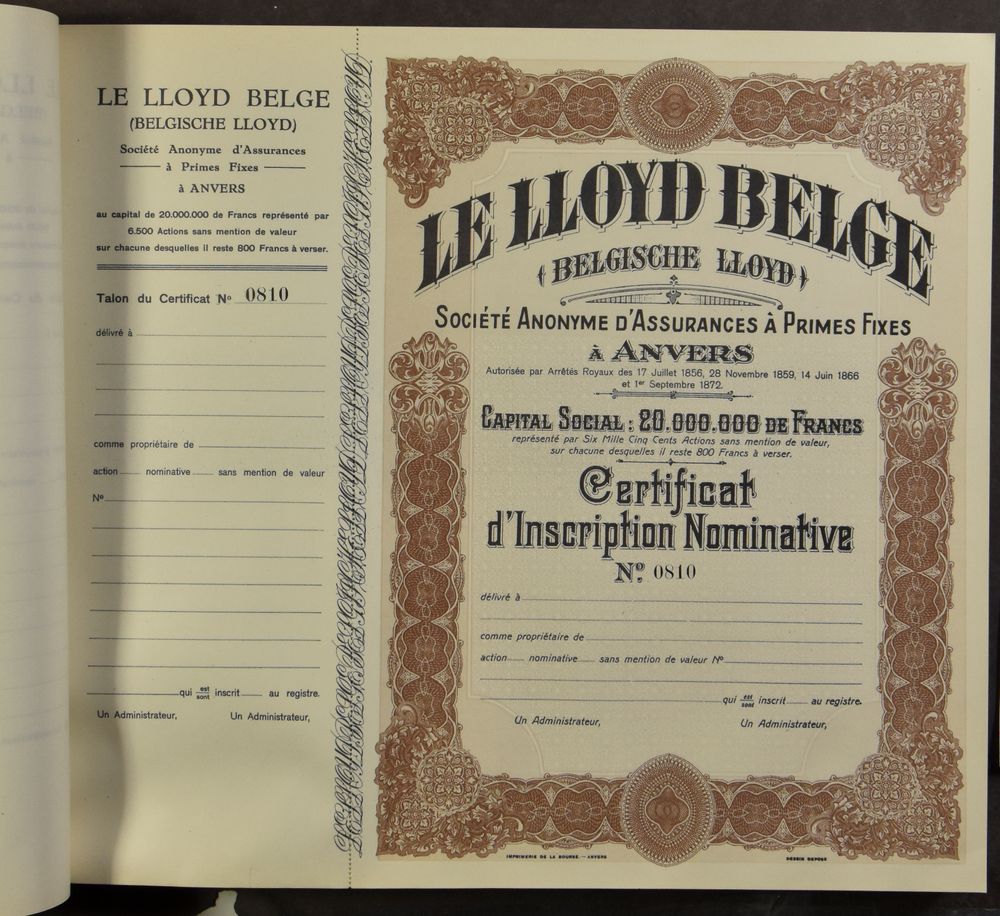 LE LLOYD BELGE
(BELGISCHE LLOYD)
Société Anonyme d'Assurances
à Primes Fixes
à ANVERS
au capital de 20.000.000 de Francs représenté par
6.500 Actions sans mention de valeur
sur chacune desquelles il reste 800 Francs à verser.
Talon du Certificat Nº 0810
délivré à
comme propriétaire de
action nominative sans mention de valeur
Nº
qui est/sont inscrit au registre.
Un Administrateur, Un Administrateur,
LE LLOYD BELGE
(BELGISCHE LLOYD)
SOCIÉTÉ ANONYME D'ASSURANCES À PRIMES FIXES
À ANVERS
Autorisée par Arrêtés Royaux des 17 Juillet 1856, 28 Novembre 1859, 14 Juin 1866
et 1er Septembre 1872.
CAPITAL SOCIAL : 20.000.000 DE FRANCS
représenté par Six Mille Cinq Cents Actions sans mention de valeur,
sur chacune desquelles il reste 800 Francs à verser.
Certificat
d'Inscription Nominative
Nº 0810
délivré à
comme propriétaire de
action nominative sans mention de valeur Nº
qui est/sont inscrit au registre.
Un Administrateur, Un Administrateur,
IMPRIMERIE DE LA BOURSE. — ANVERS DESSIN DEPOSÉ